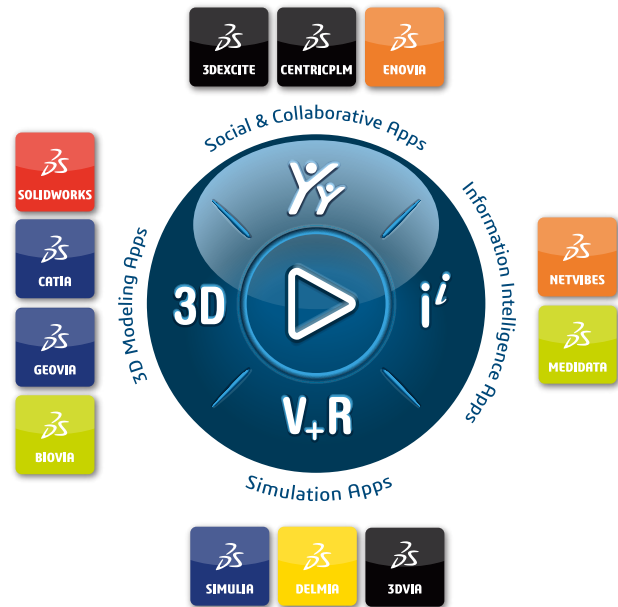 3DEXCITE
CENTRICPLM
ENOVIA
Social & Collaborative Apps
SOLIDWORKS
CATIA
GEOVIA
BIOVIA
3D Modeling Apps
3D
i i
V+R
Information Intelligence Apps
NETVIBES
MEDIDATA
Simulation Apps
SIMULIA
DELMIA
3DVIA